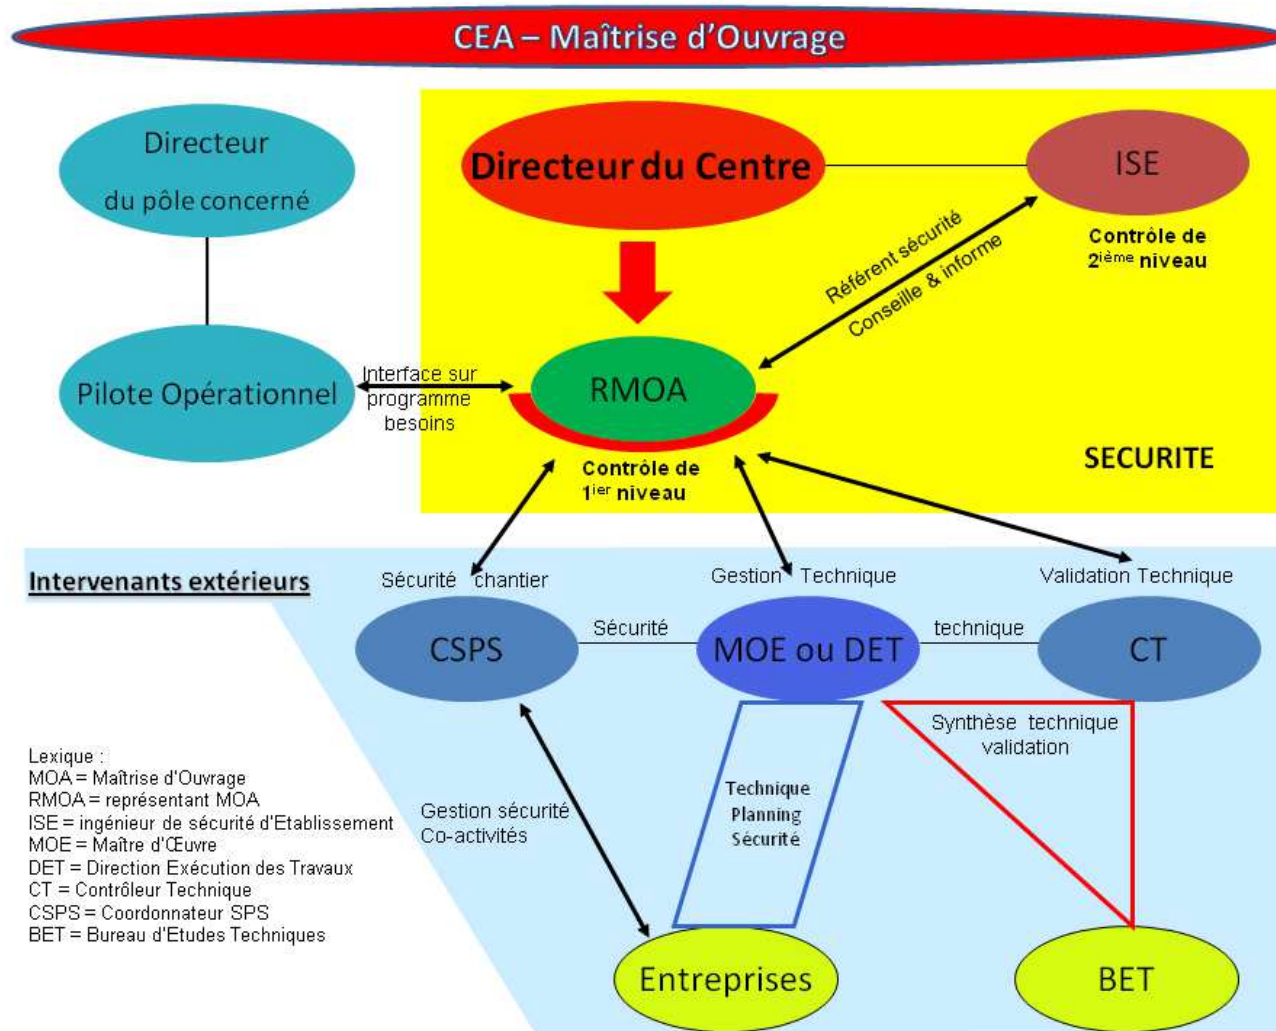 CEA – Maîtrise d'Ouvrage
Directeur
du pôle concerné
Directeur du Centre
ISE
Contrôle de
2ième niveau
Référent sécurité
Conseille & informe
Pilote Opérationnel
Interface sur
programme
besoins
RMOA
Contrôle de
1ier niveau
SECURITE
Intervenants extérieurs
Sécurité chantier
Gestion Technique
Validation Technique
CSPS
Sécurité
MOE ou DET
technique
CT
Synthèse technique
validation
Technique
Planning
Sécurité
Gestion sécurité
Co-activités
Lexique :
MOA = Maîtrise d'Ouvrage
RMOA = représentant MOA
ISE = ingénieur de sécurité d'Etablissement
MOE = Maître d'Œuvre
DET = Direction Exécution des Travaux
CT = Contrôleur Technique
CSPS = Coordonnateur SPS
BET = Bureau d'Etudes Techniques
Entreprises
BET